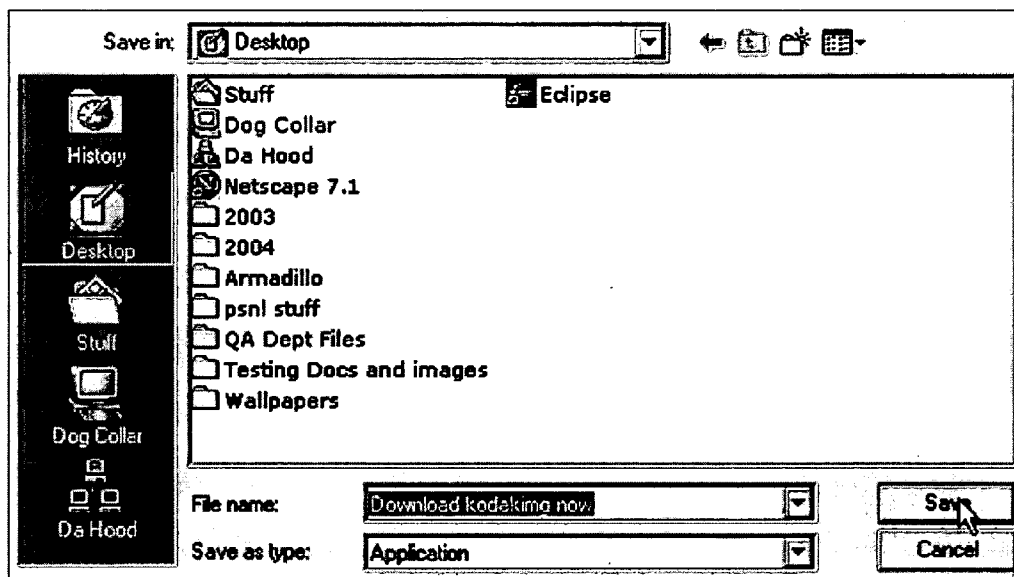 Save in:
Desktop
History
Desktop
Stuff
Dog Collar
Da Hood
Stuff
Dog Collar
Da Hood
Netscape 7.1
2003
2004
Armadillo
psnl stuff
QA Dept Files
Testing Docs and images
Wallpapers
Eclipse
File name:
Download kodakimg now
Save
Save as type:
Application
Cancel